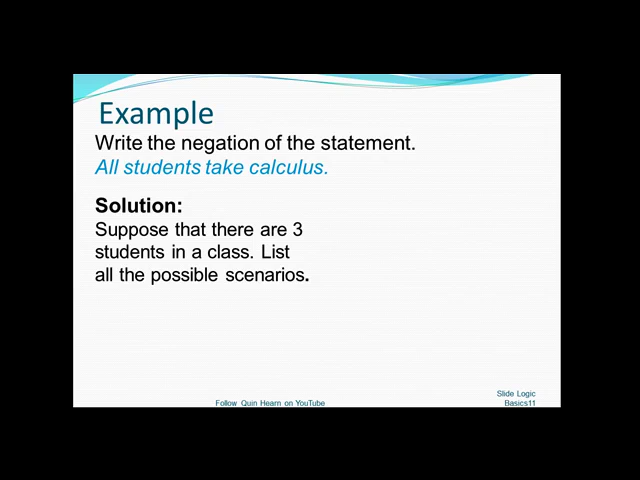 Example
Write the negation of the statement.
All students take calculus.
Solution:
Suppose that there are 3
students in a class. List
all the possible scenarios.
Slide Logic
Follow Quin Hearn on YouTube
Basics11